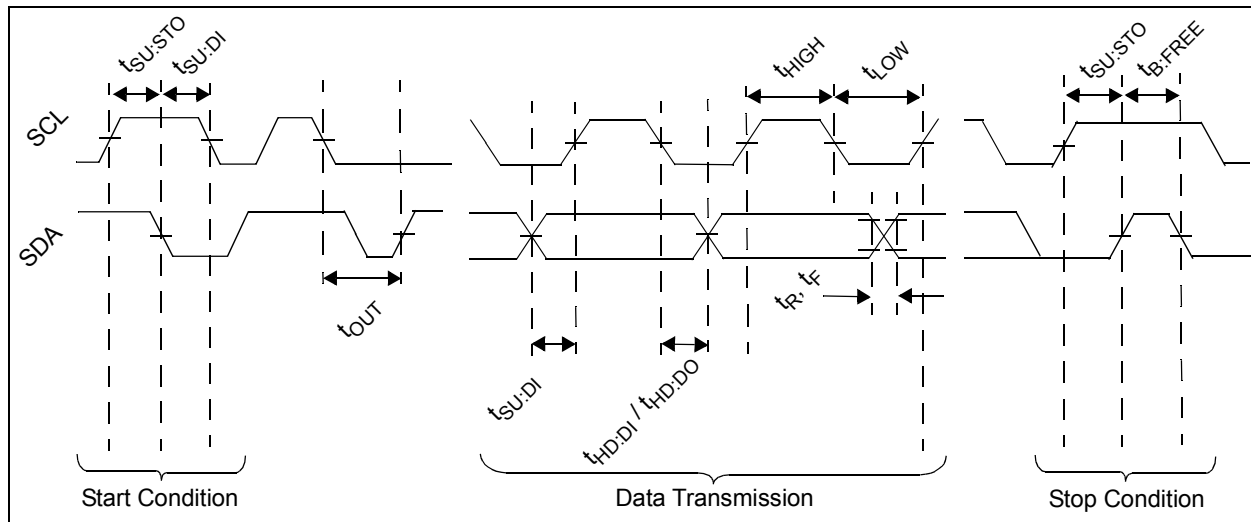 tSU:STO
tSU:DI
tHIGH
tLOW
tSU:STO
tB:FREE
SCL
SDA
tOUT
tR, tF
tSU:DI
tHD:DI / tHD:DO
Start Condition
Data Transmission
Stop Condition